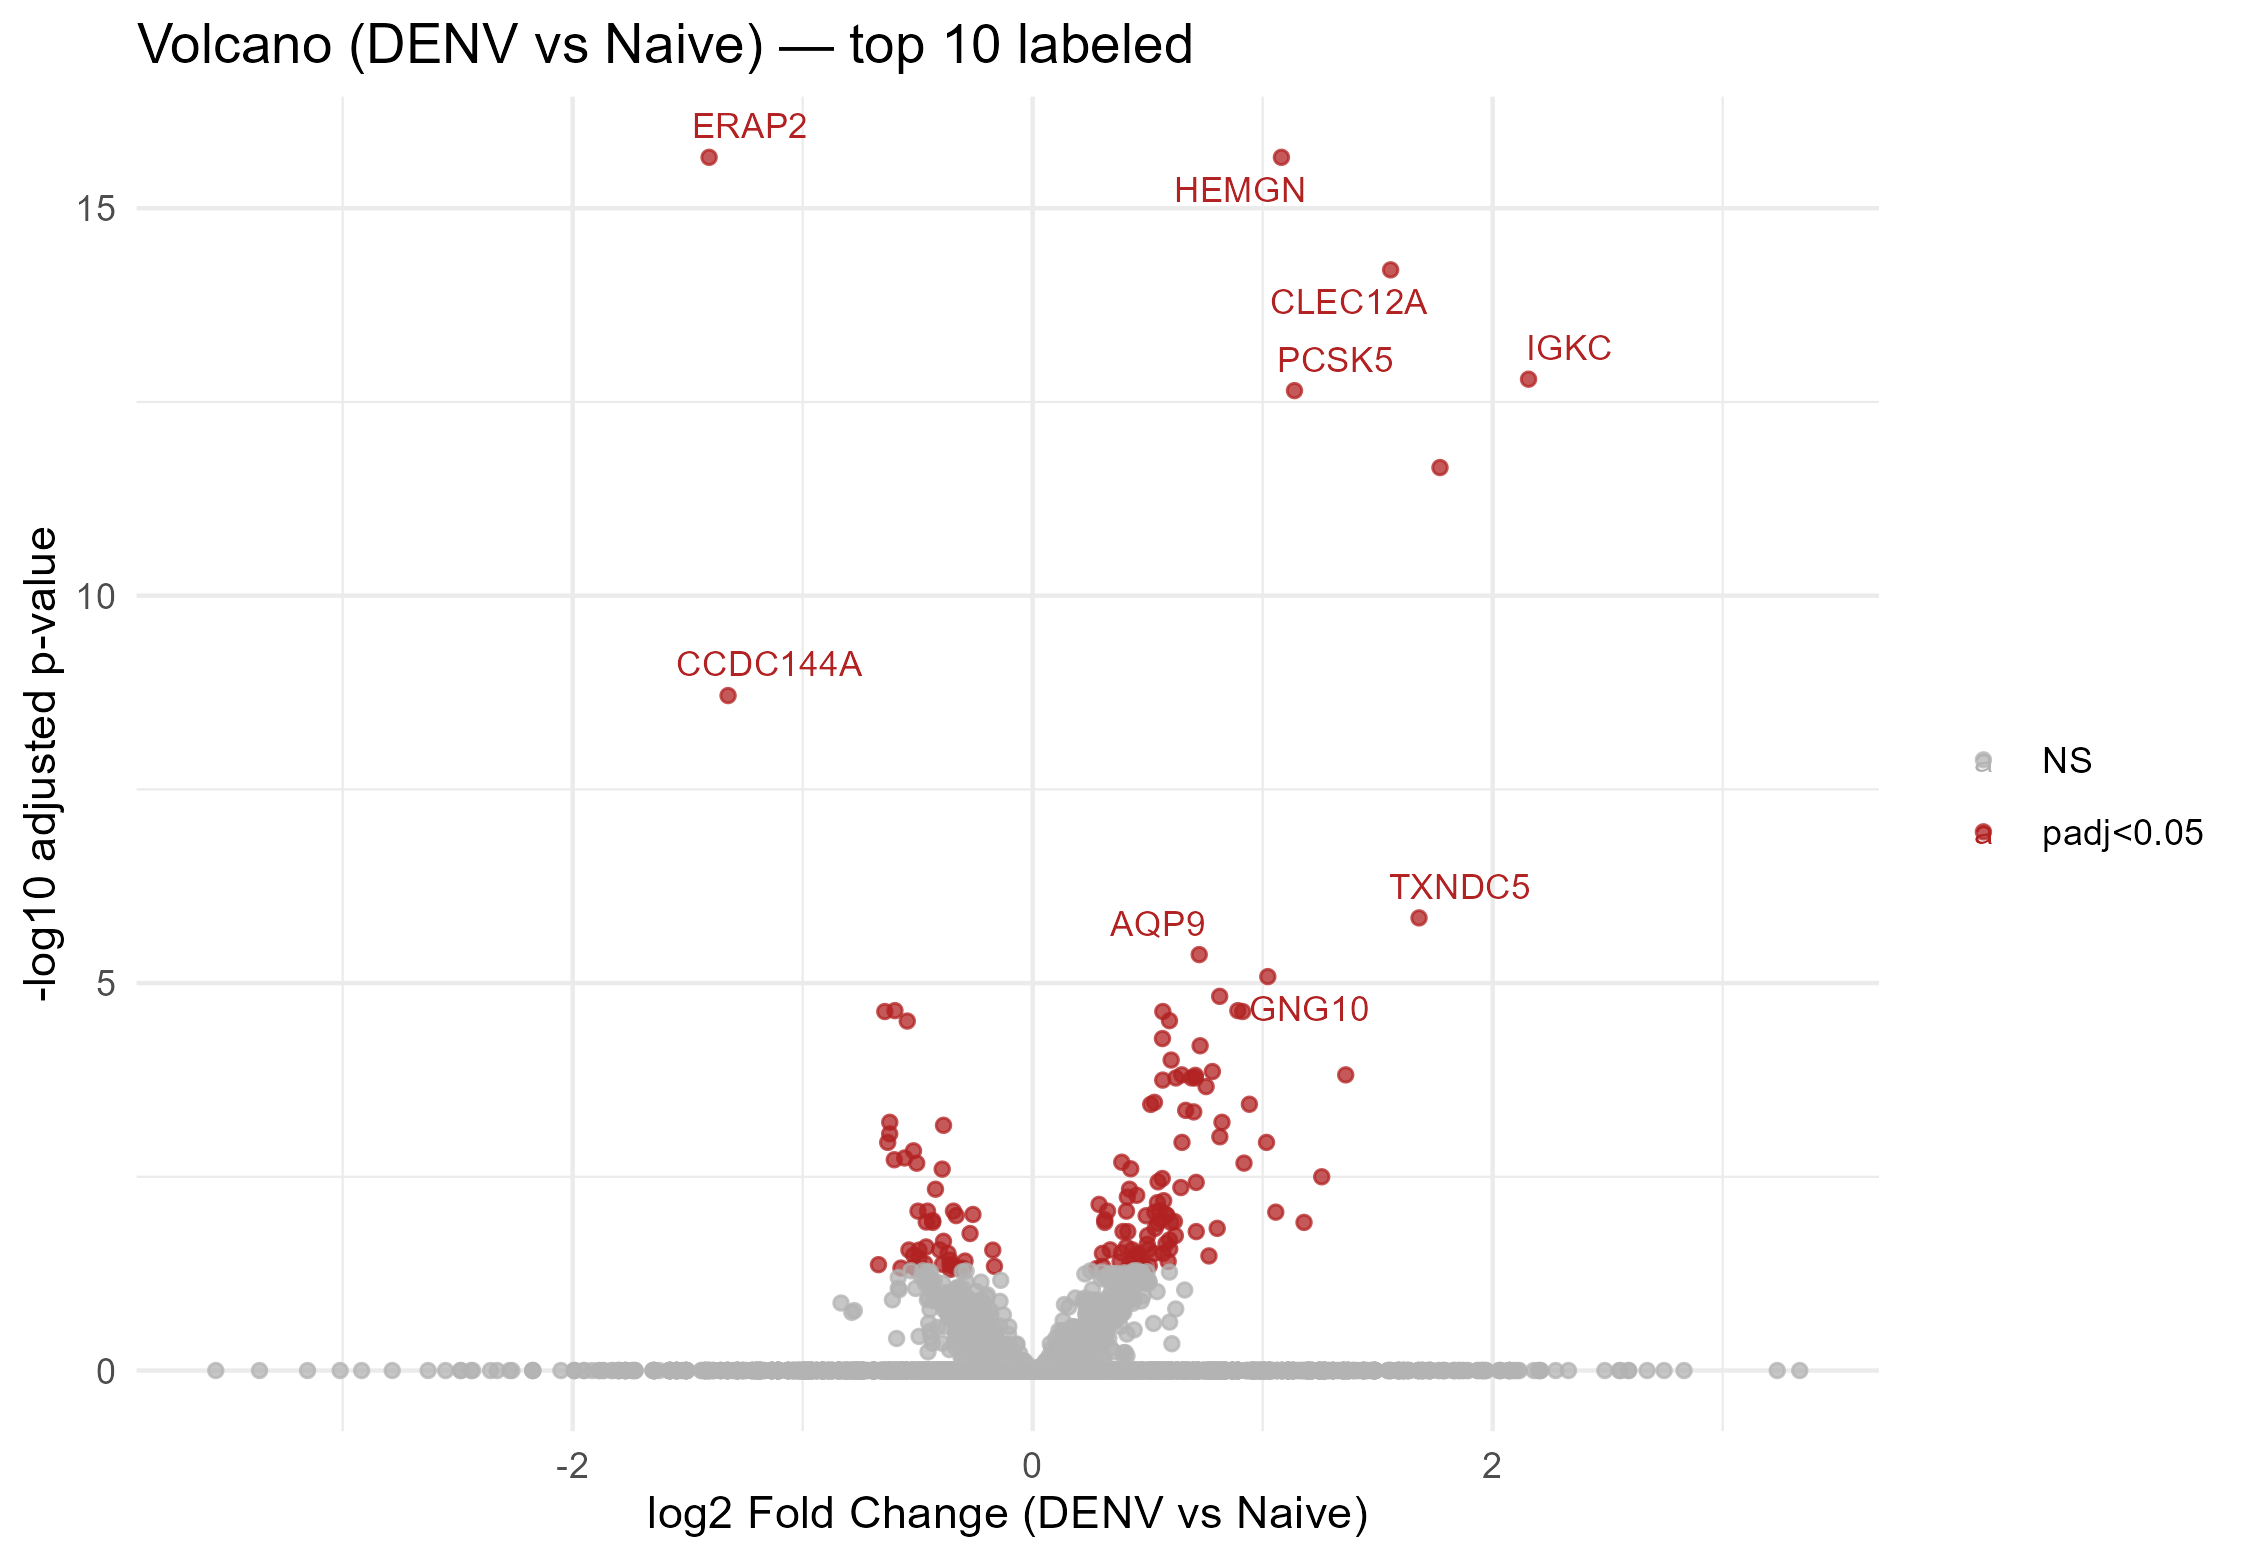 Volcano (DENV vs Naive) — top 10 labeled
ERAP2
HEMGN
CLEC12A
IGKC
PCSK5
CCDC144A
TXNDC5
AQP9
GNG10
15
10
5
0
-2
0
2
-log10 adjusted p-value
log2 Fold Change (DENV vs Naive)
a NS
a padj<0.05